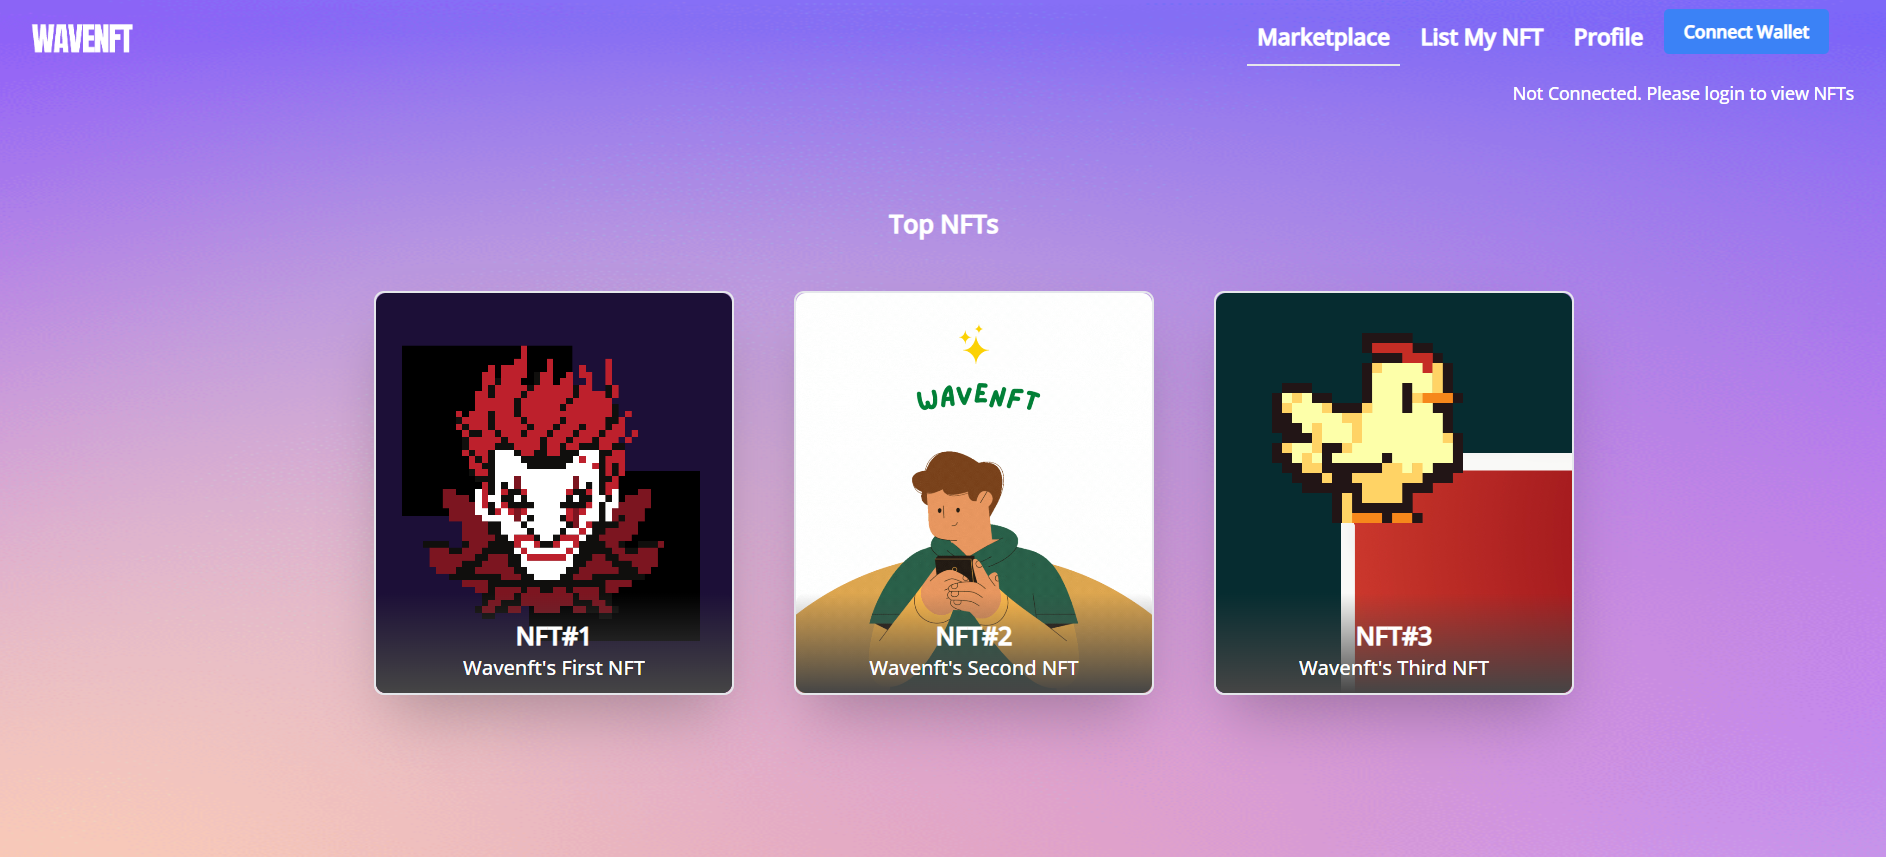 WAVENFT
Marketplace
List My NFT
Profile
Connect Wallet
Not Connected. Please login to view NFTs
Top NFTs
NFT#1
Wavenft's First NFT
WAVENFT
NFT#2
Wavenft's Second NFT
NFT#3
Wavenft's Third NFT